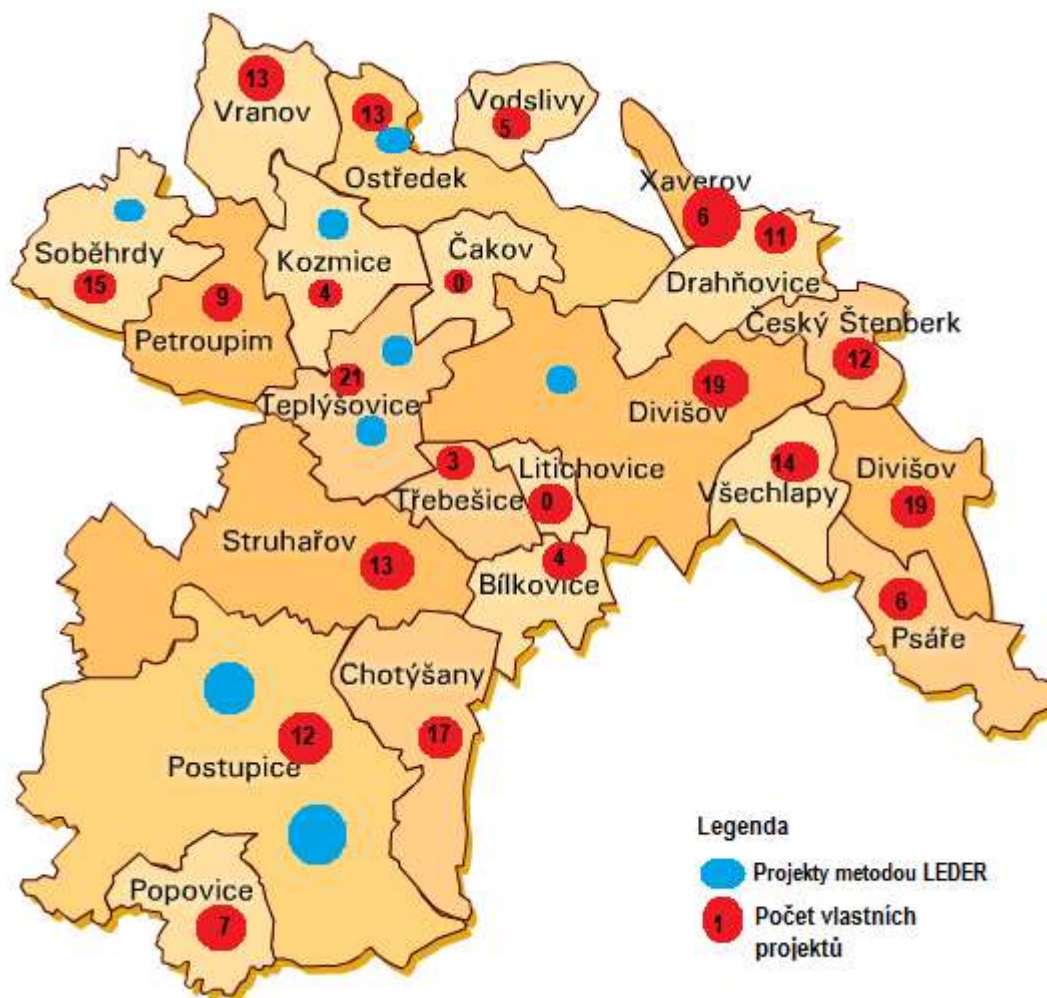 13
Vranov
13
Ostředek
Vodslivy
5
Xaverov
6
11
Drahňovice
Soběhrdy
15
9
Petroupim
Kozmice
4
Čakov
0
Český Štenberk
12
21
Teplýšovice
19
Divišov
14
Všechlapy
Divišov
19
3
Třebešice
Litichovice
0
Struhařov
13
4
Bílkovice
6
Psáře
Chotýšany
17
12
Postupice
Popovice
7
Legenda
Projekty metodou LEDER
1
Počet vlastních
projektů